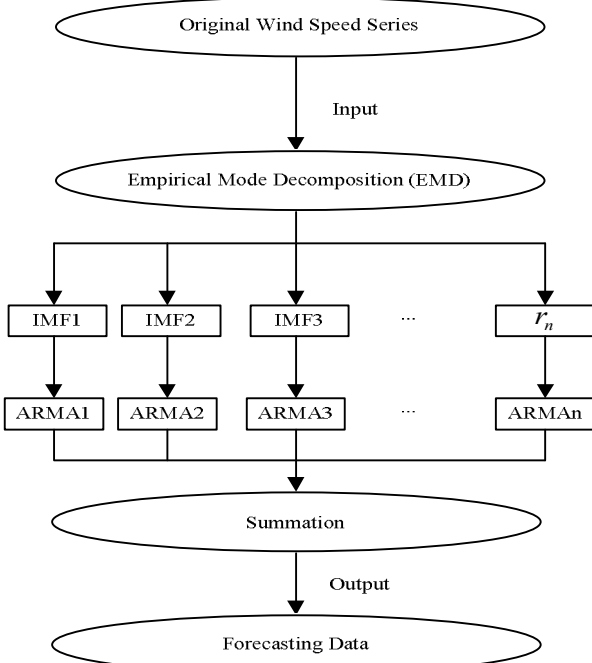 Original Wind Speed Series
Input
Empirical Mode Decomposition (EMD)
IMF1 IMF2 IMF3 ... rₙ
ARMA1 ARMA2 ARMA3 ... ARMAn
Summation
Output
Forecasting Data